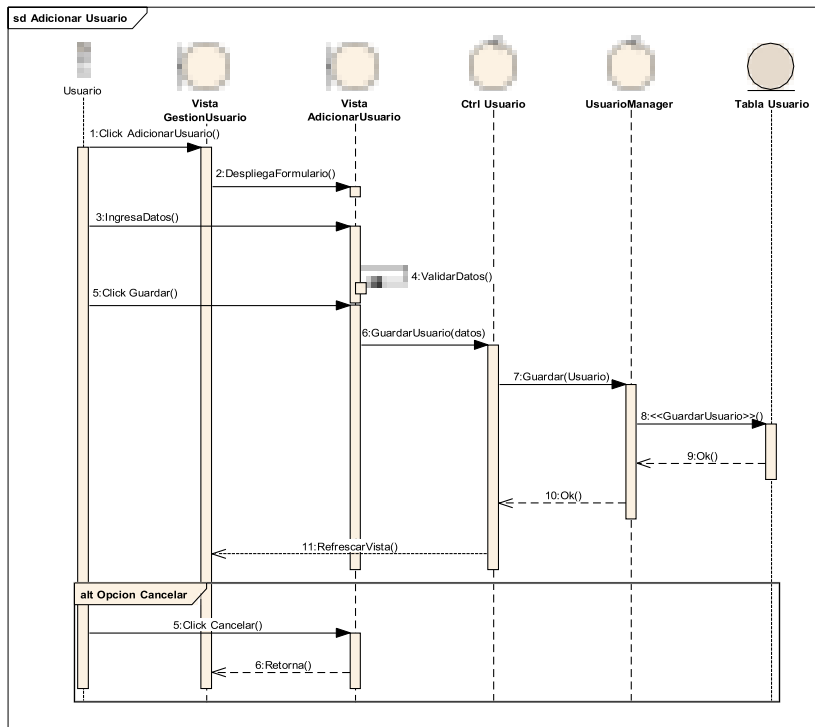 sd Adicionar Usuario
Usuario
Vista
GestionUsuario
Vista
AdicionarUsuario
Ctrl Usuario
UsuarioManager
Tabla Usuario
1:Click AdicionarUsuario()
2:DespliegaFormulario()
3:IngresaDatos()
4:ValidarDatos()
5:Click Guardar()
6:GuardarUsuario(datos)
7:Guardar(Usuario)
8:<<GuardarUsuario>>()
9:Ok()
10:Ok()
11:RefrescarVista()
alt Opcion Cancelar
5:Click Cancelar()
6:Retorna()